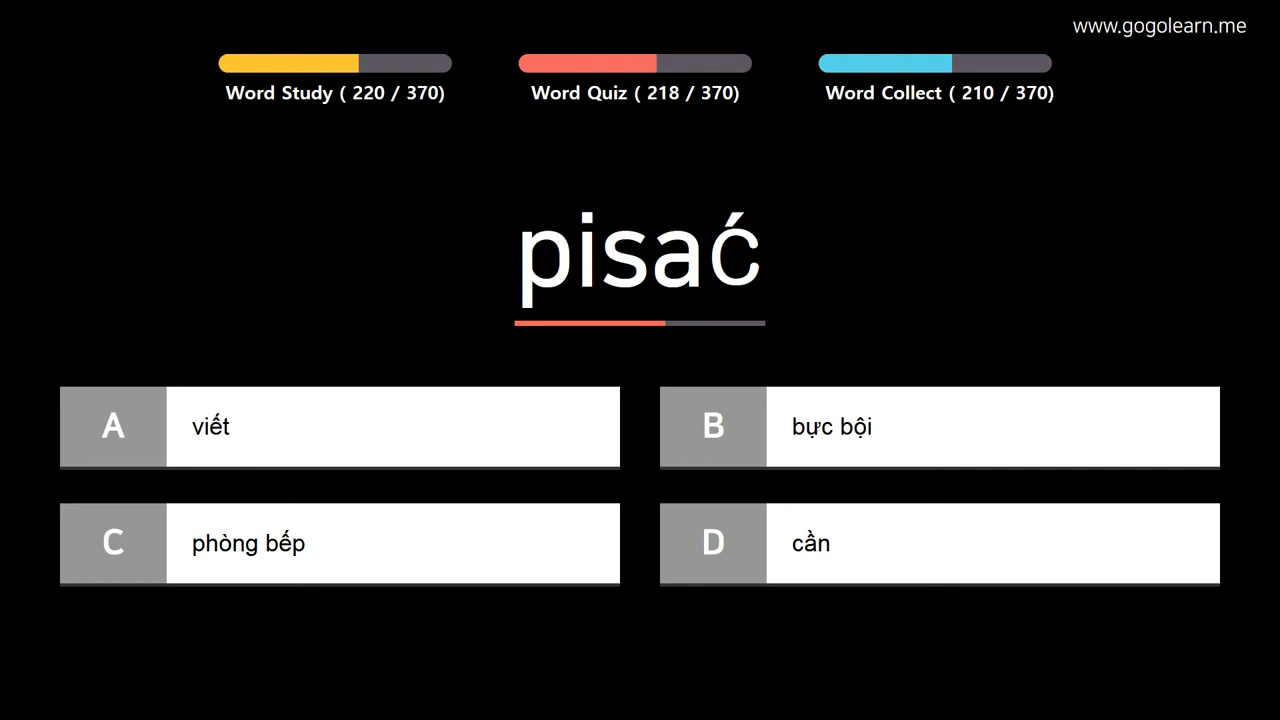 www.gogolearn.me
Word Study ( 220 / 370)
Word Quiz ( 218 / 370)
Word Collect ( 210 / 370)
pisać
A viết
B bực bội
C phòng bếp
D cần